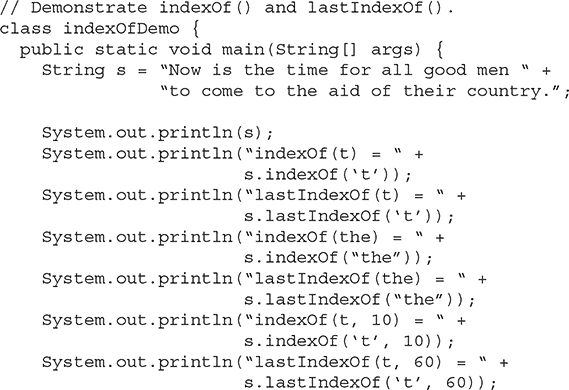 // Demonstrate indexOf() and lastIndexOf().
class indexOfDemo {
  public static void main(String[] args) {
    String s = “Now is the time for all good men “ +
               “to come to the aid of their country.”;

    System.out.println(s);
    System.out.println(“indexOf(t) = “ +
                       s.indexOf(‘t’));
    System.out.println(“lastIndexOf(t) = “ +
                       s.lastIndexOf(‘t’));
    System.out.println(“indexOf(the) = “ +
                       s.indexOf(“the”));
    System.out.println(“lastIndexOf(the) = “ +
                       s.lastIndexOf(“the”));
    System.out.println(“indexOf(t, 10) = “ +
                       s.indexOf(‘t’, 10));
    System.out.println(“lastIndexOf(t, 60) = “ +
                       s.lastIndexOf(‘t’, 60));